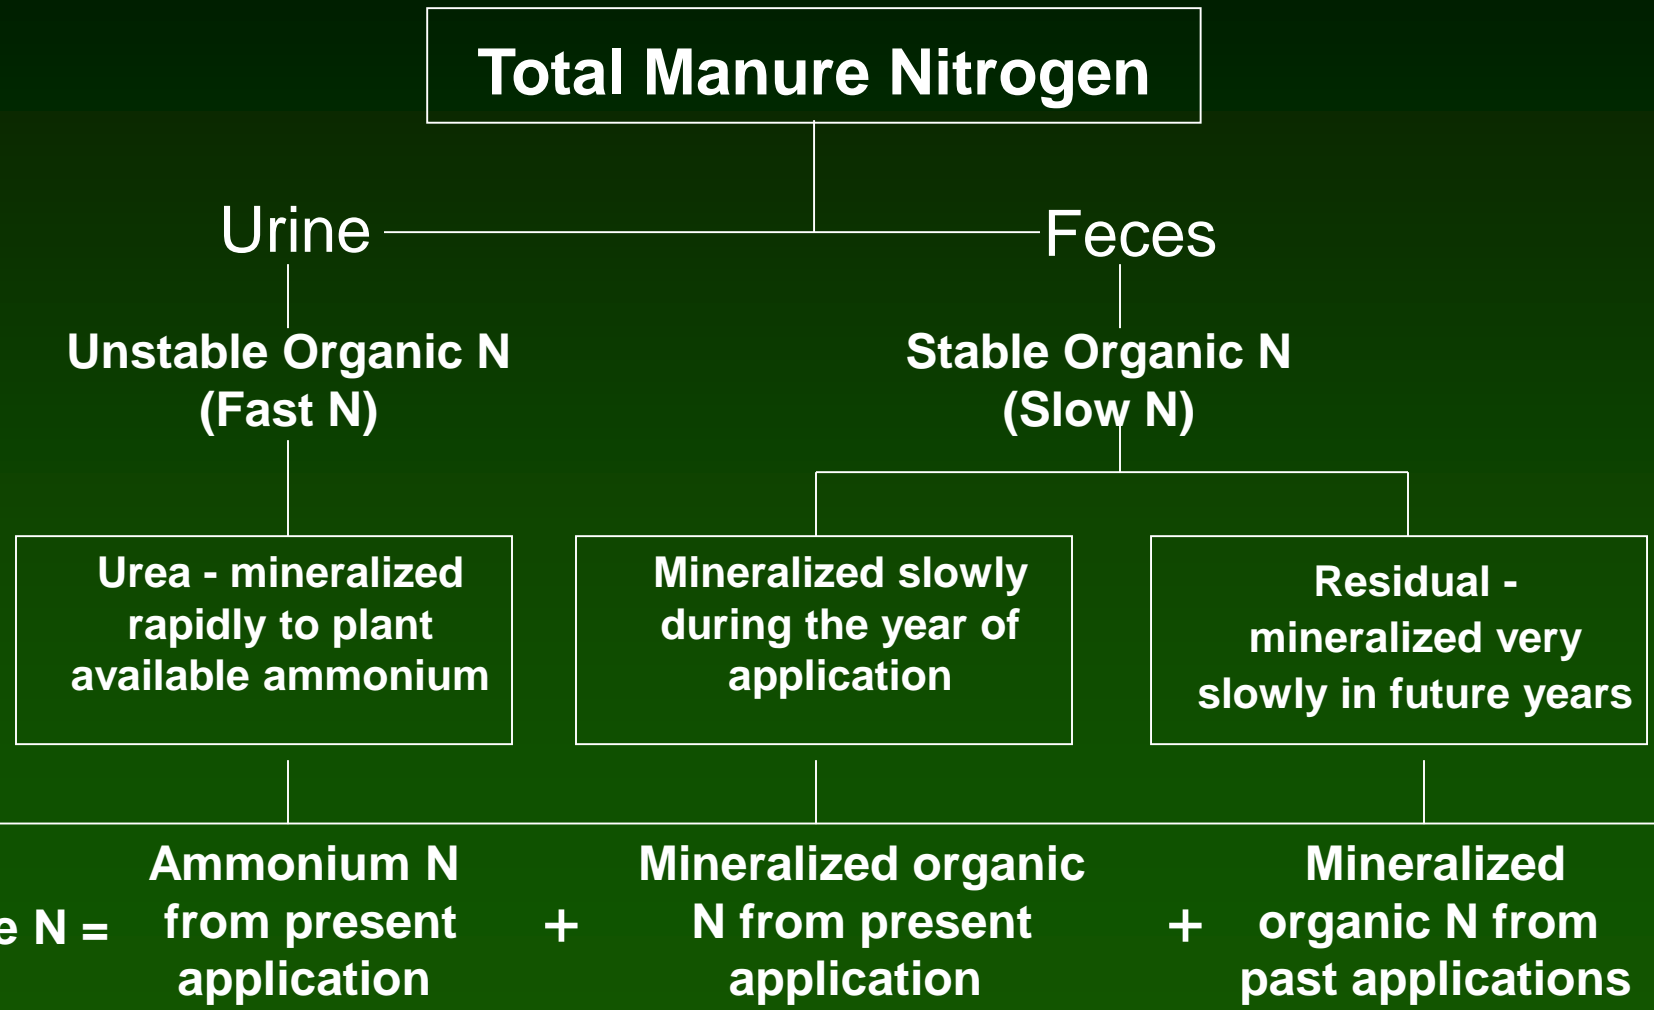 Total Manure Nitrogen
Urine
Feces
Unstable Organic N
(Fast N)
Stable Organic N
(Slow N)
Urea - mineralized
rapidly to plant
available ammonium
Mineralized slowly
during the year of
application
Residual -
mineralized very
slowly in future years
N =
Ammonium N
from present
application
+
Mineralized organic
N from present
application
+
Mineralized
organic N from
past applications